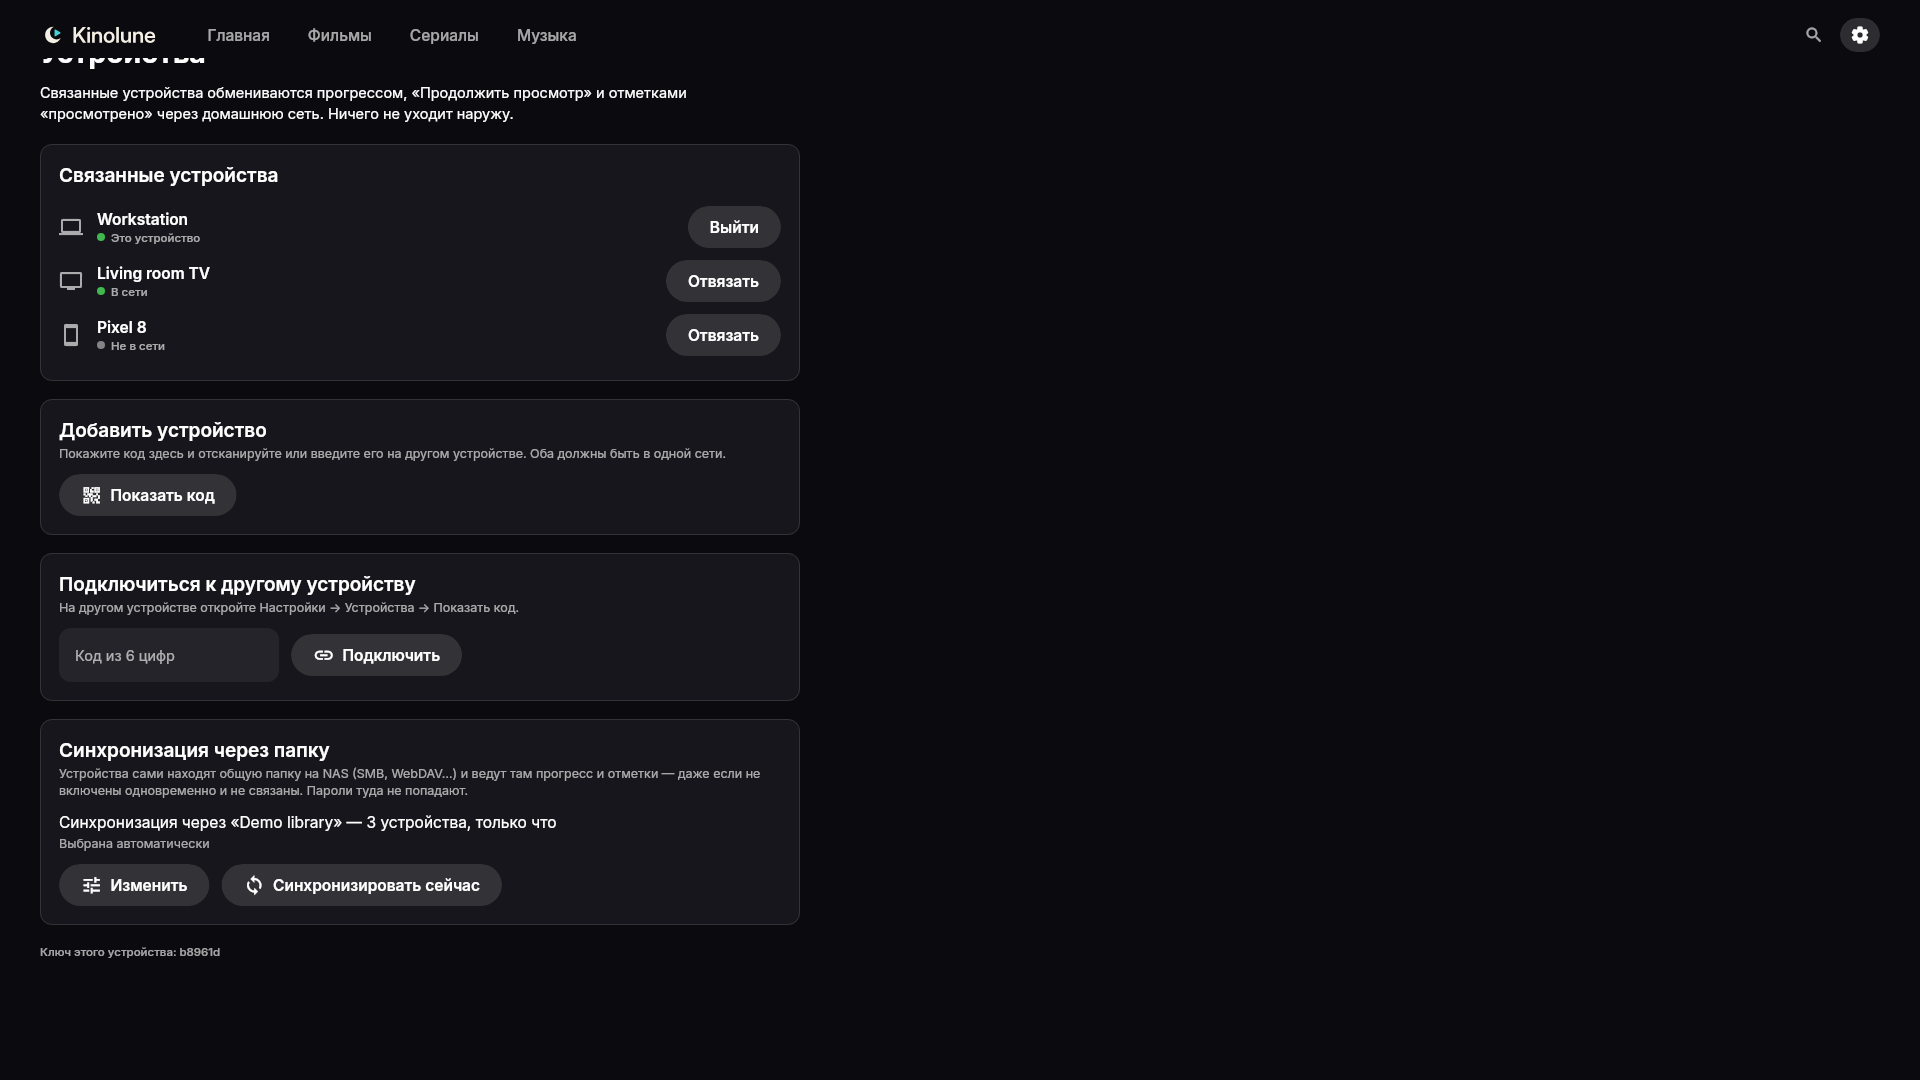 Kinolune
Главная
Фильмы
Сериалы
Музыка
Устройства
Связанные устройства обмениваются прогрессом, «Продолжить просмотр» и отметками
«просмотрено» через домашнюю сеть. Ничего не уходит наружу.
Связанные устройства
Workstation
Это устройство
Выйти
Living room TV
В сети
Отвязать
Pixel 8
Не в сети
Отвязать
Добавить устройство
Покажите код здесь и отсканируйте или введите его на другом устройстве. Оба должны быть в одной сети.
Показать код
Подключиться к другому устройству
На другом устройстве откройте Настройки → Устройства → Показать код.
Код из 6 цифр
Подключить
Синхронизация через папку
Устройства сами находят общую папку на NAS (SMB, WebDAV…) и ведут там прогресс и отметки — даже если не
включены одновременно и не связаны. Пароли туда не попадают.
Синхронизация через «Demo library» — 3 устройства, только что
Выбрана автоматически
Изменить
Синхронизировать сейчас
Ключ этого устройства: b8961d